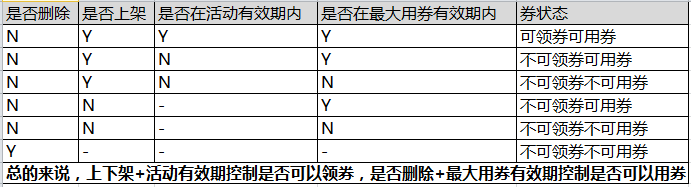 是否删除 是否上架 是否在活动有效期内 是否在最大用券有效期内 券状态
N Y Y Y 可领券可用券
N Y N Y 不可领券可用券
N Y N N 不可领券不可用券
N N - Y 不可领券可用券
N N - N 不可领券不可用券
Y - - - 不可领券不可用券
总的来说，上下架+活动有效期控制是否可以领券，是否删除+最大用券有效期控制是否可以用券